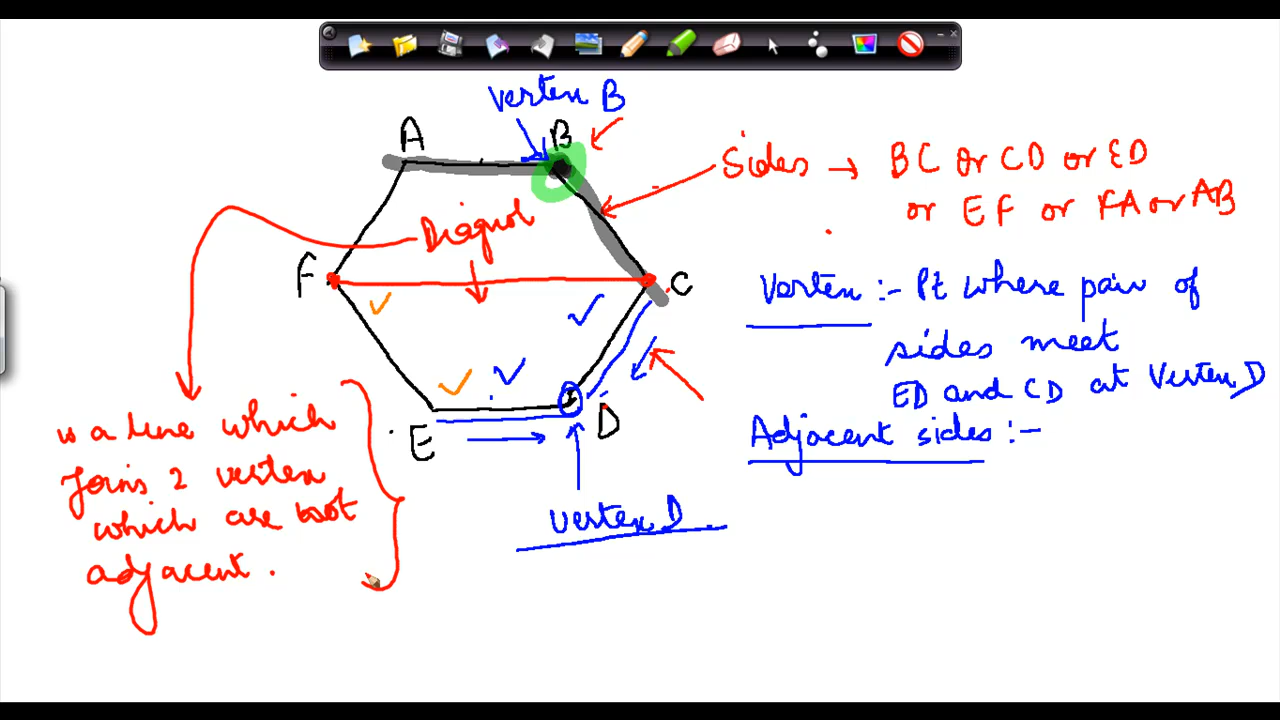 Vertex B
A
B
Sides → BC or CD or ED
or EF or FA or AB
Diagnol
F
C
Vertex :- Pt where pair of
sides meet
ED and CD at Vertex D
Adjacent sides :-
E
D
Vertex D
is a line which
Joins 2 vertex
which are not
adjacent.